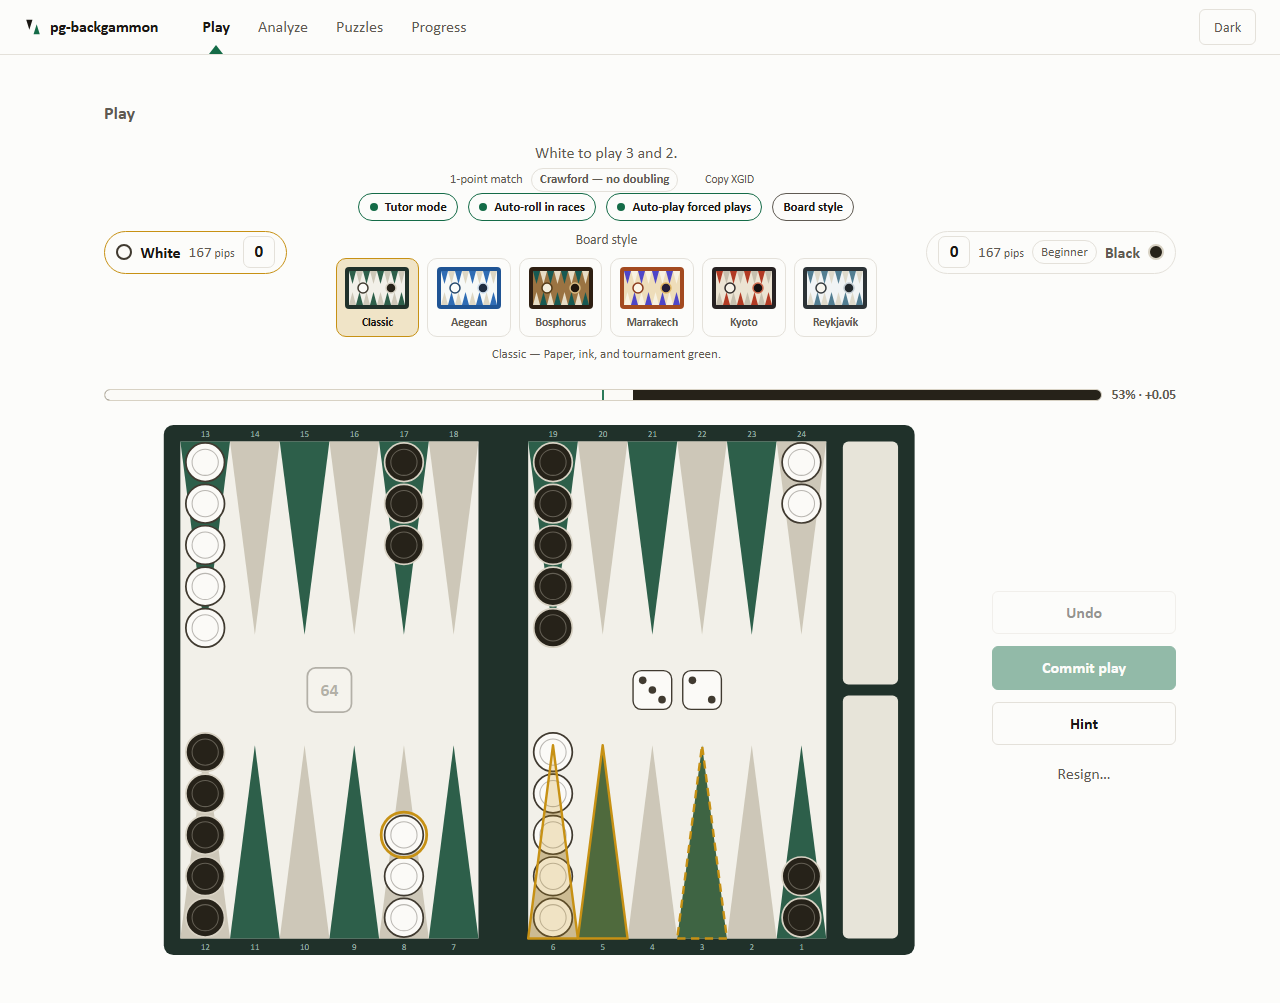 pg-backgammon Play Analyze Puzzles Progress Dark
Play
White to play 3 and 2.
1-point match Crawford — no doubling Copy XGID
Tutor mode Auto-roll in races Auto-play forced plays Board style
White 167 pips 0
Board style
0 167 pips Beginner Black
Classic Aegean Bosphorus Marrakech Kyoto Reykjavík
Classic — Paper, ink, and tournament green.
53% · +0.05
13 14 15 16 17 18 19 20 21 22 23 24
64
12 11 10 9 8 7 6 5 4 3 2 1
Undo
Commit play
Hint
Resign...